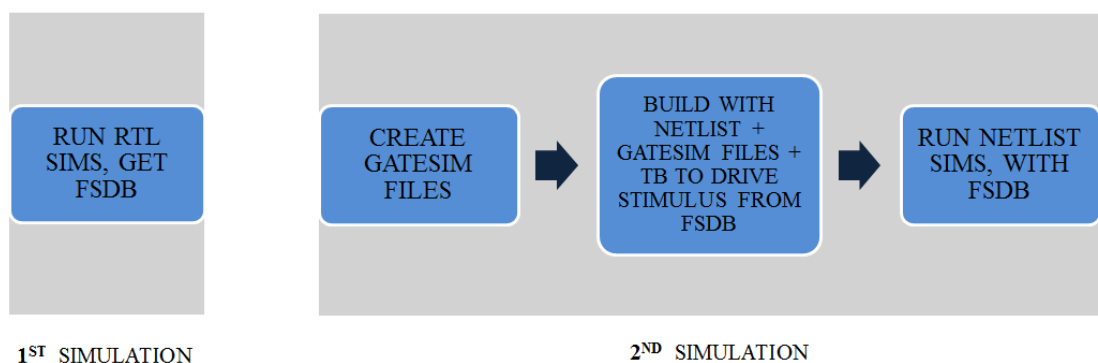 RUN RTL
SIMS, GET
FSDB
CREATE
GATESIM
FILES
BUILD WITH
NETLIST +
GATESIM FILES +
TB TO DRIVE
STIMULUS FROM
FSDB
RUN NETLIST
SIMS, WITH
FSDB
1ST SIMULATION
2ND SIMULATION